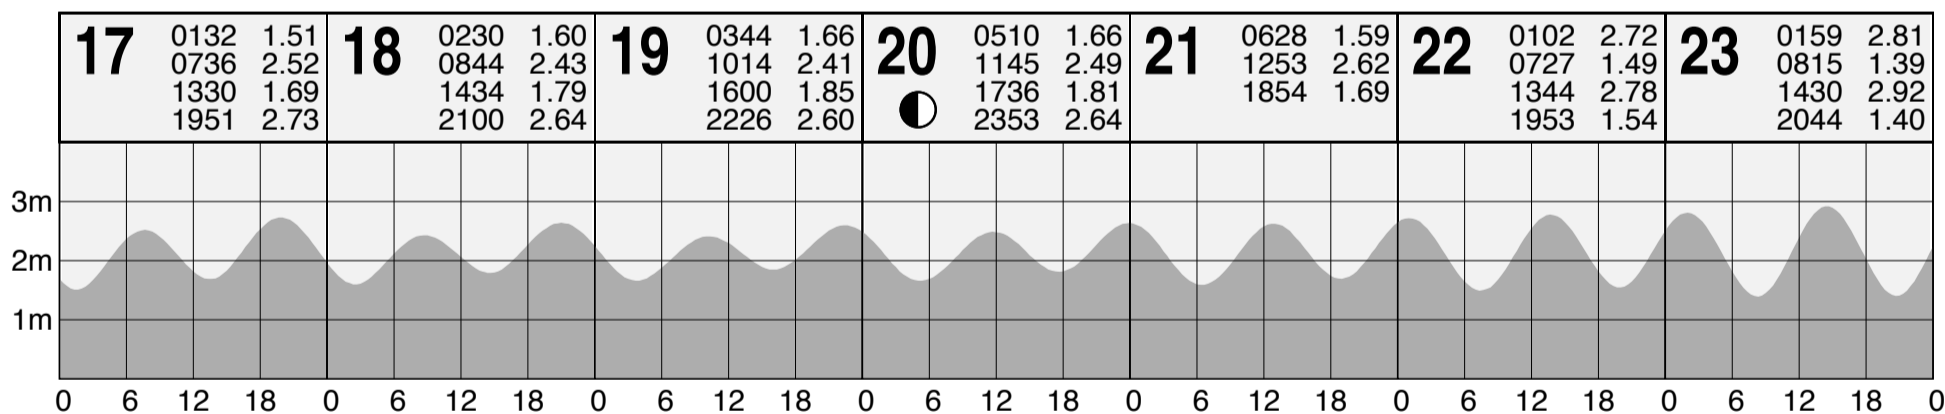 17 0132 1.51 18 0230 1.60 19 0344 1.66 20 0510 1.66 21 0628 1.59 22 0102 2.72 23 0159 2.81
0736 2.52 0844 2.43 1014 2.41 1145 2.49 1253 2.62 0727 1.49 0815 1.39
1330 1.69 1434 1.79 1600 1.85 1736 1.81 1854 1.69 1344 2.78 1430 2.92
1951 2.73 2100 2.64 2226 2.60 2353 2.64 1953 1.54 2044 1.40
3m
2m
1m
0 6 12 18 0 6 12 18 0 6 12 18 0 6 12 18 0 6 12 18 0 6 12 18 0 6 12 18 0